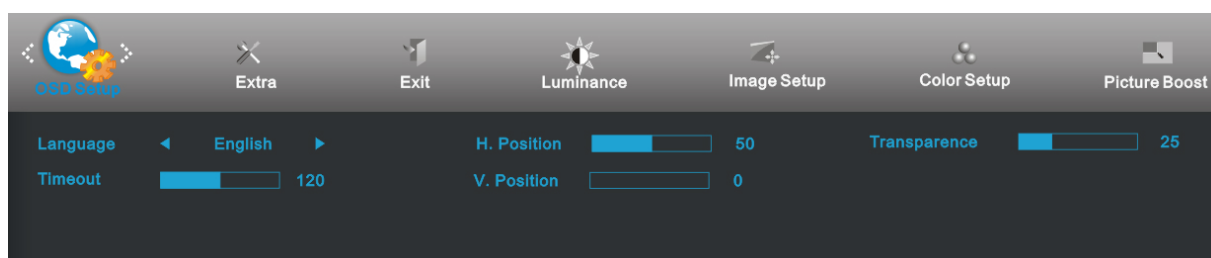 OSD Setup Extra Exit Luminance Image Setup Color Setup Picture Boost
Language English H. Position 50 Transparence 25
Timeout 120 V. Position 0